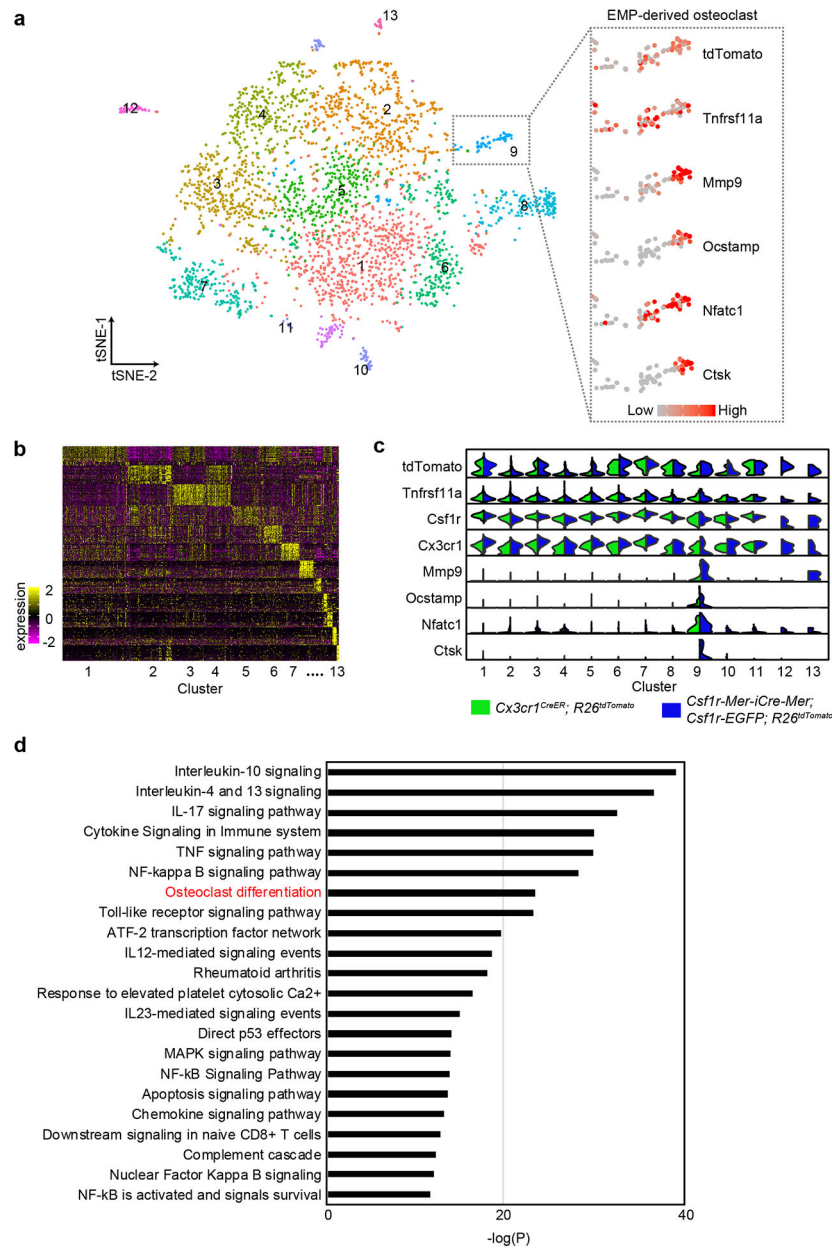 a
13
EMP-derived osteoclast
tdTomato
12
4
2
9
Tnfrsf11a
3
5
Mmp9
8
Ocstamp
1
6
7
Nfatc1
11
10
Ctsk
tSNE-1
tSNE-2
Low High
b
expression
2
0
-2
1 2 3 4 5 6 7 .... 13
Cluster
c
tdTomato
Tnfrsf11a
Csf1r
Cx3cr1
Mmp9
Ocstamp
Nfatc1
Ctsk
1 2 3 4 5 6 7 8 9 10 11 12 13
Cluster
Cx3cr1CreER; R26tdTomato
Csf1r-Mer-iCre-Mer;
Csf1r-EGFP; R26tdTomato
d
Interleukin-10 signaling
Interleukin-4 and 13 signaling
IL-17 signaling pathway
Cytokine Signaling in Immune system
TNF signaling pathway
NF-kappa B signaling pathway
Osteoclast differentiation
Toll-like receptor signaling pathway
ATF-2 transcription factor network
IL12-mediated signaling events
Rheumatoid arthritis
Response to elevated platelet cytosolic Ca2+
IL23-mediated signaling events
Direct p53 effectors
MAPK signaling pathway
NF-kB Signaling Pathway
Apoptosis signaling pathway
Chemokine signaling pathway
Downstream signaling in naive CD8+ T cells
Complement cascade
Nuclear Factor Kappa B signaling
NF-kB is activated and signals survival
0 20 40
-log(P)